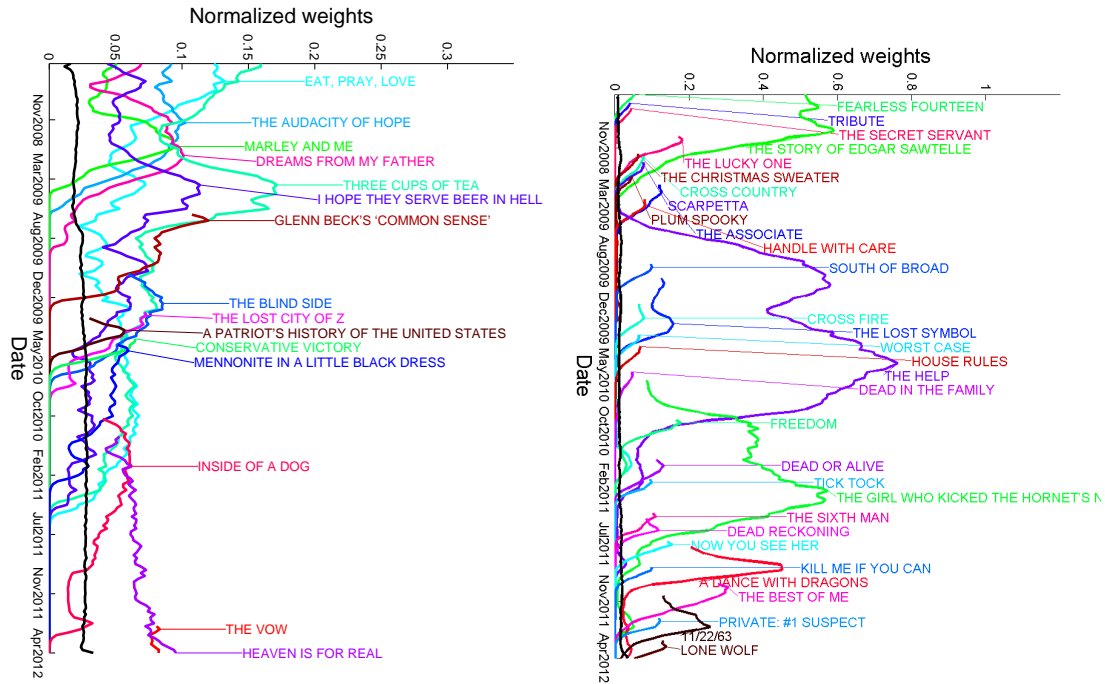 Normalized weights
0
0.05
0.1
0.15
0.2
0.25
0.3
EAT, PRAY, LOVE
THE AUDACITY OF HOPE
MARLEY AND ME
DREAMS FROM MY FATHER
THREE CUPS OF TEA
I HOPE THEY SERVE BEER IN HELL
GLENN BECK'S ‘COMMON SENSE’
THE BLIND SIDE
THE LOST CITY OF Z
A PATRIOT'S HISTORY OF THE UNITED STATES
CONSERVATIVE VICTORY
MENNONITE IN A LITTLE BLACK DRESS
INSIDE OF A DOG
THE VOW
HEAVEN IS FOR REAL
Nov2008
Mar2009
Aug2009
Dec2009
May2010
Oct2010
Feb2011
Jul2011
Nov2011
Apr2012
Date
Normalized weights
0
0.2
0.4
0.6
0.8
1
FEARLESS FOURTEEN
TRIBUTE
THE SECRET SERVANT
THE STORY OF EDGAR SAWTELLE
THE LUCKY ONE
THE CHRISTMAS SWEATER
CROSS COUNTRY
SCARPETTA
PLUM SPOOKY
THE ASSOCIATE
HANDLE WITH CARE
SOUTH OF BROAD
CROSS FIRE
THE LOST SYMBOL
WORST CASE
HOUSE RULES
THE HELP
DEAD IN THE FAMILY
FREEDOM
DEAD OR ALIVE
TICK TOCK
THE GIRL WHO KICKED THE HORNET'S N
THE SIXTH MAN
DEAD RECKONING
NOW YOU SEE HER
KILL ME IF YOU CAN
A DANCE WITH DRAGONS
THE BEST OF ME
PRIVATE: #1 SUSPECT
11/22/63
LONE WOLF
Nov2008
Mar2009
Aug2009
Dec2009
May2010
Oct2010
Feb2011
Jul2011
Nov2011
Apr2012
Date